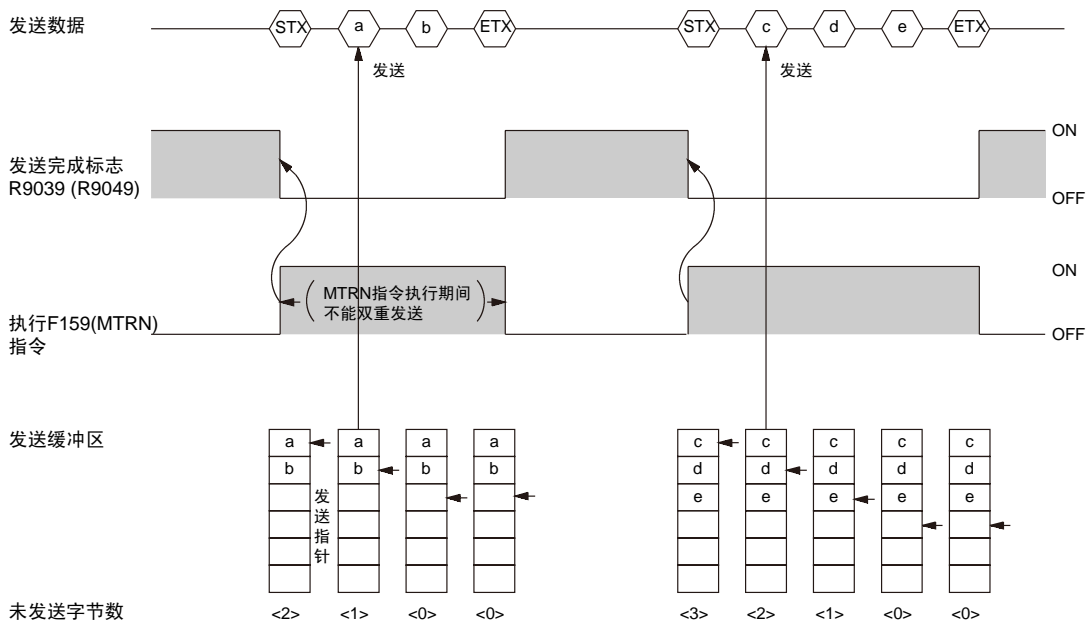 发送数据
STX a b ETX STX c d e ETX
发送 发送
ON
发送完成标志
R9039 (R9049)
OFF
ON
MTRN指令执行期间
不能双重发送
执行F159(MTRN)
指令
OFF
发送缓冲区
a a a a c c c c c
b b b b d d d d d
e e e e e
发送指针
未发送字节数 <2> <1> <0> <0> <3> <2> <1> <0> <0>